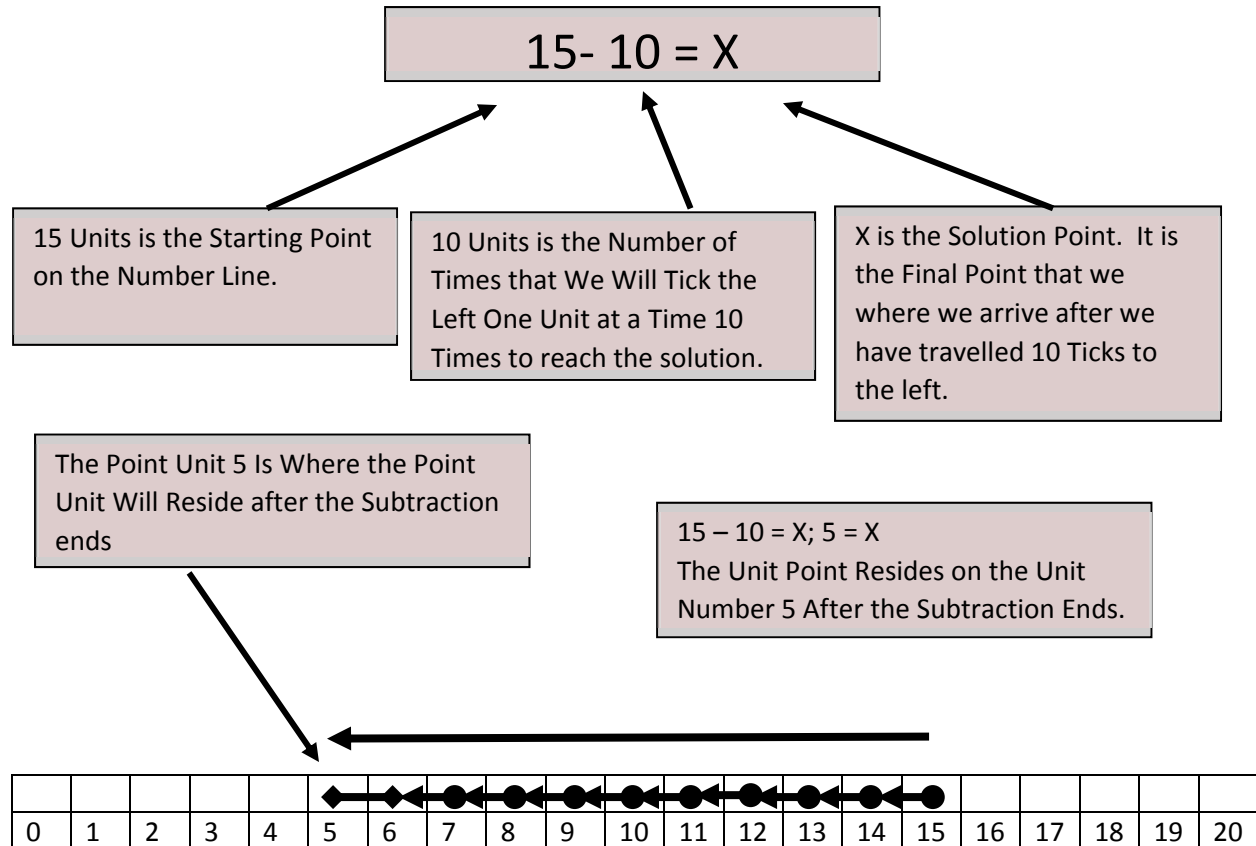 15- 10 = X
15 Units is the Starting Point
on the Number Line.
10 Units is the Number of
Times that We Will Tick the
Left One Unit at a Time 10
Times to reach the solution.
X is the Solution Point.  It is
the Final Point that we
where we arrive after we
have travelled 10 Ticks to
the left.
The Point Unit 5 Is Where the Point
Unit Will Reside after the Subtraction
ends
15 – 10 = X; 5 = X
The Unit Point Resides on the Unit
Number 5 After the Subtraction Ends.
0 1 2 3 4 5 6 7 8 9 10 11 12 13 14 15 16 17 18 19 20